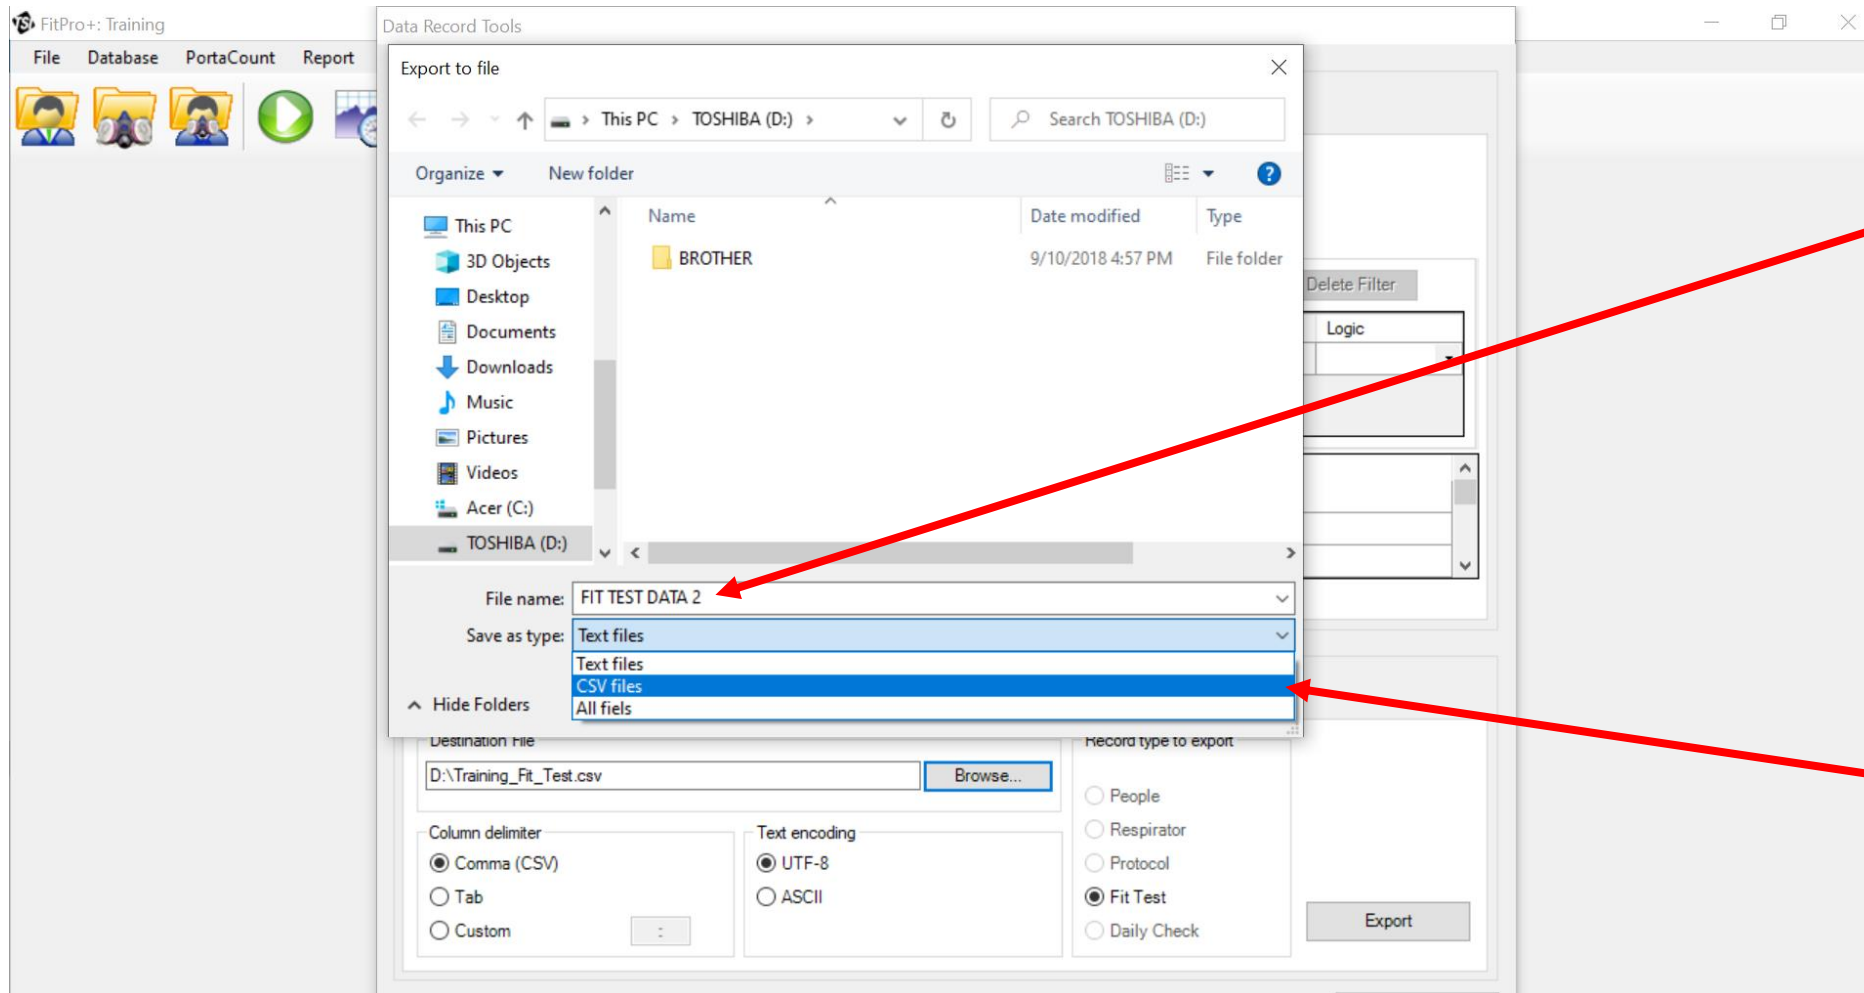 FitPro+: Training
Data Record Tools
File Database PortaCount Report
Export to file
This PC > TOSHIBA (D:) >
Search TOSHIBA (D:)
Organize New folder
Name Date modified Type
This PC
3D Objects
Desktop
Documents
Downloads
Music
Pictures
Videos
Acer (C:)
TOSHIBA (D:)
BROTHER 9/10/2018 4:57 PM File folder
Delete Filter
Logic
File name: FIT TEST DATA 2
Save as type: Text files
Text files
CSV files
All fiels
Hide Folders
Destination File
D:\Training_Fit_Test.csv Browse...
Column delimiter
Comma (CSV)
Tab
Custom :
Text encoding
UTF-8
ASCII
Record type to export
People
Respirator
Protocol
Fit Test
Daily Check
Export